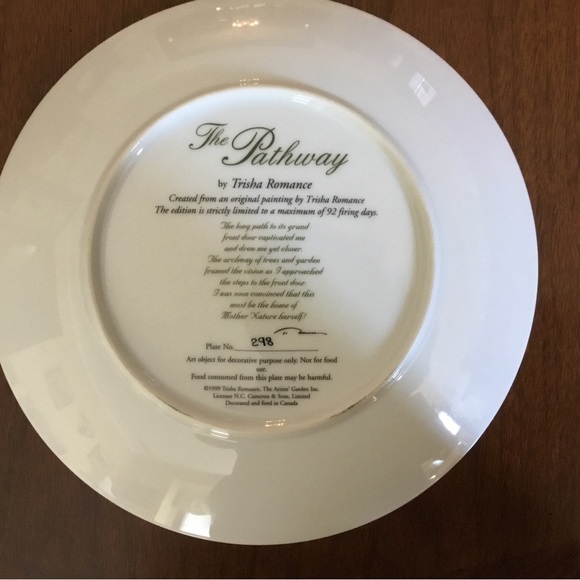 The Pathway
by Trisha Romance
Created from an original painting by Trisha Romance
The edition is strictly limited to a maximum of 92 firing days.
The long path to its grand
front door captivated me
and drew me yet closer.
The archway of trees and garden
framed the vision as I approached
the steps to the front door.
I was soon convinced that this
must be the home of
Mother Nature herself!
Plate No. 298
Art object for decorative purpose only. Not for food
use.
Food consumed from this plate may be harmful.
©1999 Trisha Romance, The Artists' Garden Inc.
Licensee N.C. Cameron & Sons, Limited
Decorated and fired in Canada